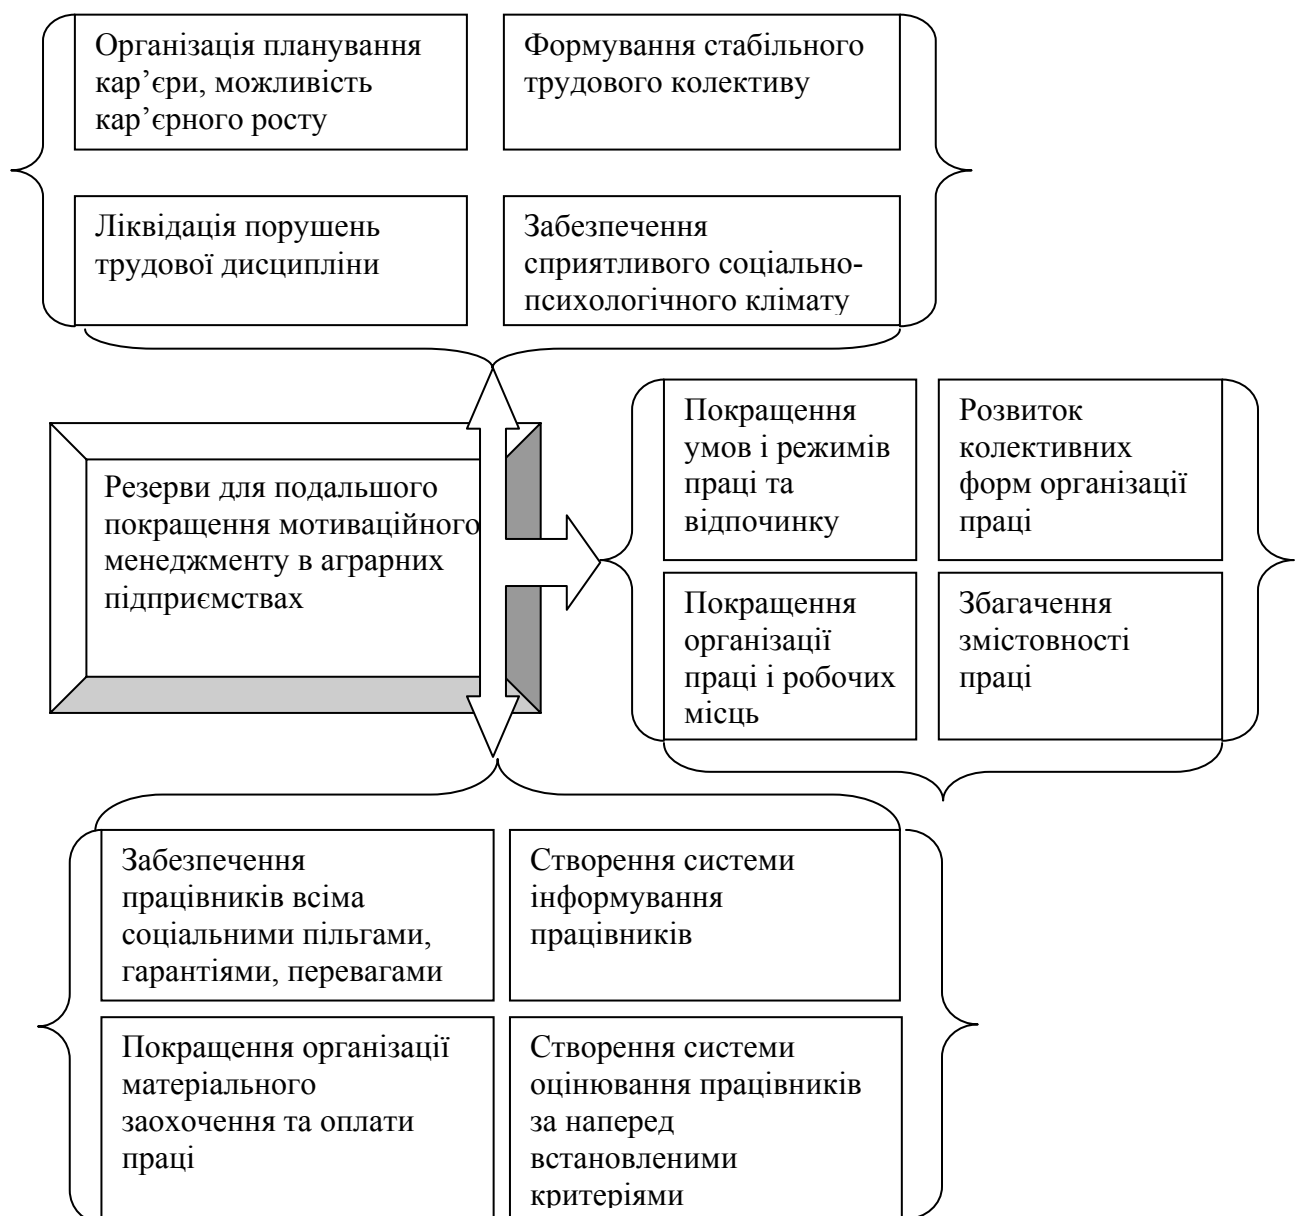 Організація планування
кар’єри, можливість
кар’єрного росту
Формування стабільного
трудового колективу
Ліквідація порушень
трудової дисципліни
Забезпечення
сприятливого соціально-
психологічного клімату
Резерви для подальшого
покращення мотиваційного
менеджменту в аграрних
підприємствах
Покращення
умов і режимів
праці та
відпочинку
Розвиток
колективних
форм організації
праці
Покращення
організації
праці і робочих
місць
Збагачення
змістовності
праці
Забезпечення
працівників всіма
соціальними пільгами,
гарантіями, перевагами
Створення системи
інформування
працівників
Покращення організації
матеріального
заохочення та оплати
праці
Створення системи
оцінювання працівників
за наперед
встановленими
критеріями